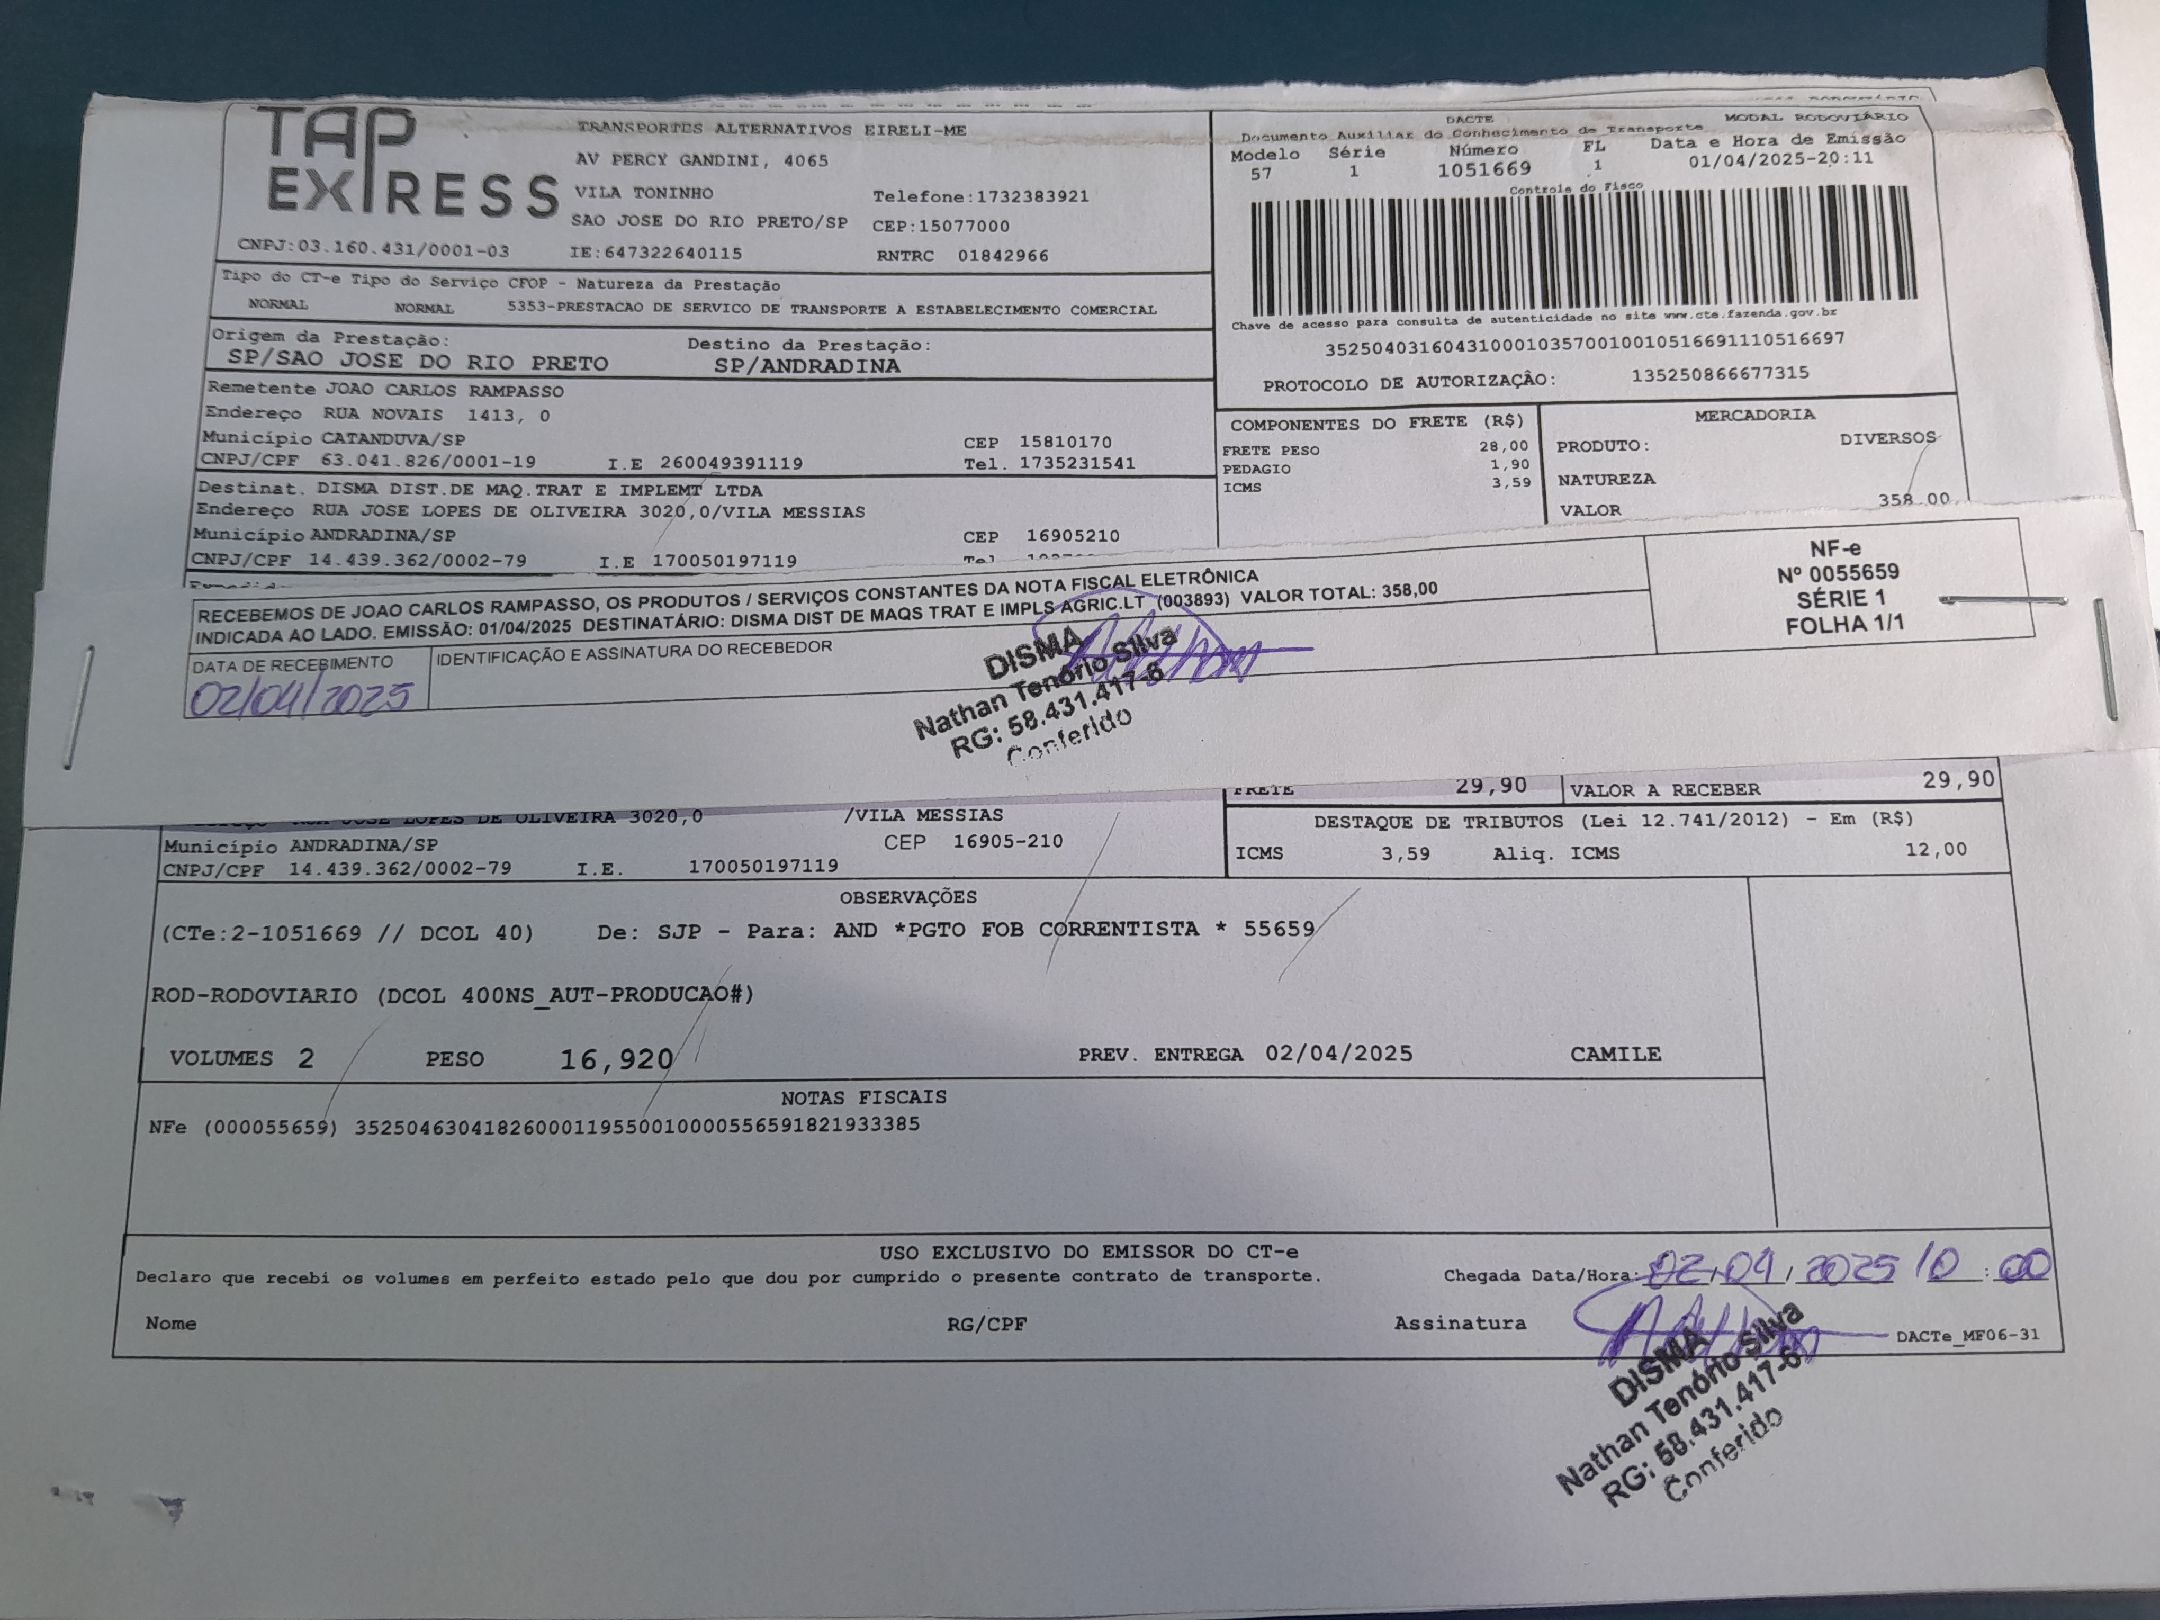 TAP
EXPRESS
TRANSPORTES ALTERNATIVOS EIRELI-ME
AV PERCY GANDINI, 4065
VILA TONINHO Telefone:1732383921
SAO JOSE DO RIO PRETO/SP CEP:15077000
CNPJ:03.160.431/0001-03 IE:647322640115 RNTRC 01842966
DACTE MODAL RODOVIÁRIO
Documento Auxiliar do Conhecimento de Transporte
Modelo Série Número FL Data e Hora de Emissão
57 1 1051669 1 01/04/2025-20:11
Controle do Fisco
Chave de acesso para consulta de autenticidade no site www.cte.fazenda.gov.br
35250403160431000103570010010516691110516697
PROTOCOLO DE AUTORIZAÇÃO: 135250866677315
Tipo do CT-e Tipo do Serviço CFOP - Natureza da Prestação
NORMAL NORMAL 5353-PRESTACAO DE SERVICO DE TRANSPORTE A ESTABELECIMENTO COMERCIAL
Origem da Prestação: Destino da Prestação:
SP/SAO JOSE DO RIO PRETO SP/ANDRADINA
Remetente JOAO CARLOS RAMPASSO
Endereço RUA NOVAIS 1413, 0
Município CATANDUVA/SP CEP 15810170
CNPJ/CPF 63.041.826/0001-19 I.E 260049391119 Tel. 1735231541
Destinat. DISMA DIST.DE MAQ.TRAT E IMPLEMT LTDA
Endereço RUA JOSE LOPES DE OLIVEIRA 3020,0/VILA MESSIAS
Município ANDRADINA/SP CEP 16905210
CNPJ/CPF 14.439.362/0002-79 I.E 170050197119 Tel
COMPONENTES DO FRETE (R$)
FRETE PESO 28,00
PEDAGIO 1,90
ICMS 3,59
MERCADORIA
PRODUTO: DIVERSOS
NATUREZA
VALOR 358,00
RECEBEMOS DE JOAO CARLOS RAMPASSO, OS PRODUTOS / SERVIÇOS CONSTANTES DA NOTA FISCAL ELETRÔNICA
INDICADA AO LADO. EMISSÃO: 01/04/2025 DESTINATÁRIO: DISMA DIST DE MAQS TRAT E IMPLS AGRIC.LT (003893) VALOR TOTAL: 358,00
DATA DE RECEBIMENTO IDENTIFICAÇÃO E ASSINATURA DO RECEBEDOR
02/04/2025
NF-e
Nº 0055659
SÉRIE 1
FOLHA 1/1
DISMA
Nathan Tenório Silva
RG: 58.431.417-6
Conferido
FRETE 29,90 VALOR A RECEBER 29,90
RUA JOSE LOPES DE OLIVEIRA 3020,0 /VILA MESSIAS
Município ANDRADINA/SP CEP 16905-210
CNPJ/CPF 14.439.362/0002-79 I.E. 170050197119
DESTAQUE DE TRIBUTOS (Lei 12.741/2012) - Em (R$)
ICMS 3,59 Aliq. ICMS 12,00
OBSERVAÇÕES
(CTe:2-1051669 // DCOL 40) De: SJP - Para: AND *PGTO FOB CORRENTISTA * 55659
ROD-RODOVIARIO (DCOL 400NS_AUT-PRODUCAO#)
VOLUMES 2 PESO 16,920 PREV. ENTREGA 02/04/2025 CAMILE
NOTAS FISCAIS
NFe (000055659) 35250463041826000119550010000556591821933385
USO EXCLUSIVO DO EMISSOR DO CT-e
Declaro que recebi os volumes em perfeito estado pelo que dou por cumprido o presente contrato de transporte. Chegada Data/Hora: 02/04/2025 10:00
Nome RG/CPF Assinatura DACTe_MF06-31
DISMA
Nathan Tenório Silva
RG: 58.431.417-6
Conferido